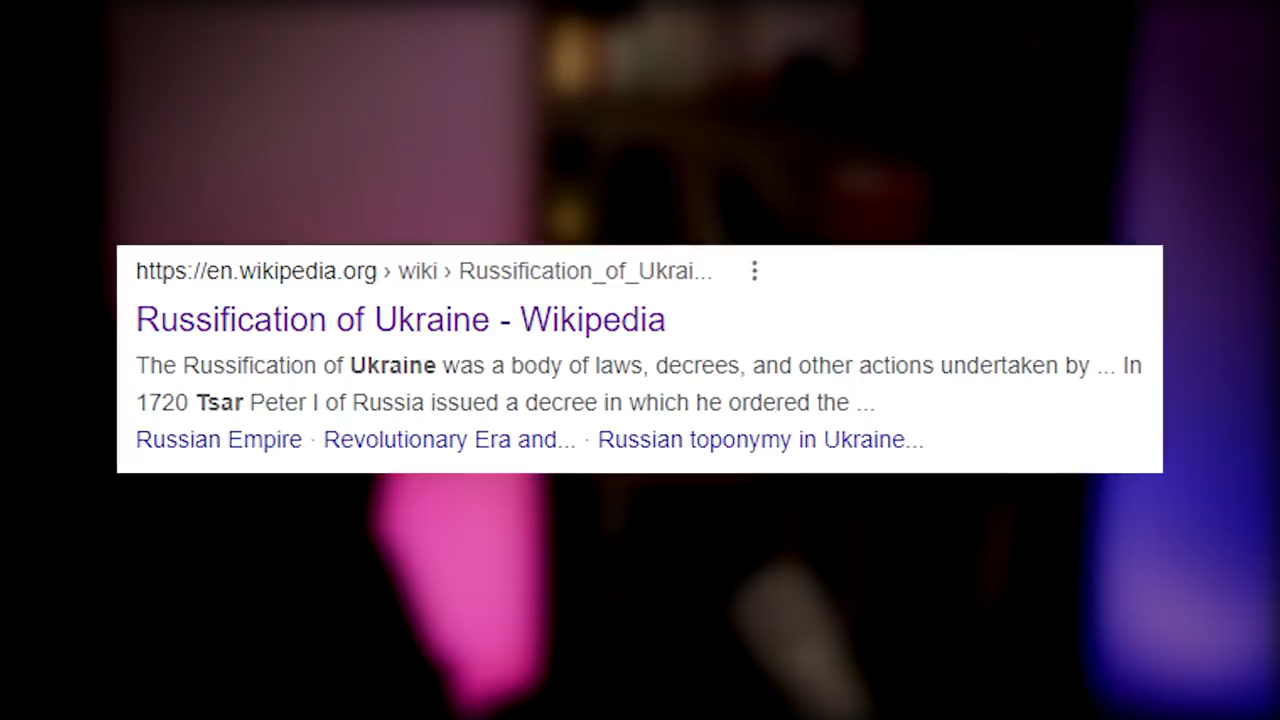 https://en.wikipedia.org › wiki › Russification_of_Ukrai...
Russification of Ukraine - Wikipedia
The Russification of Ukraine was a body of laws, decrees, and other actions undertaken by ... In
1720 Tsar Peter I of Russia issued a decree in which he ordered the ...
Russian Empire · Revolutionary Era and... · Russian toponymy in Ukraine...